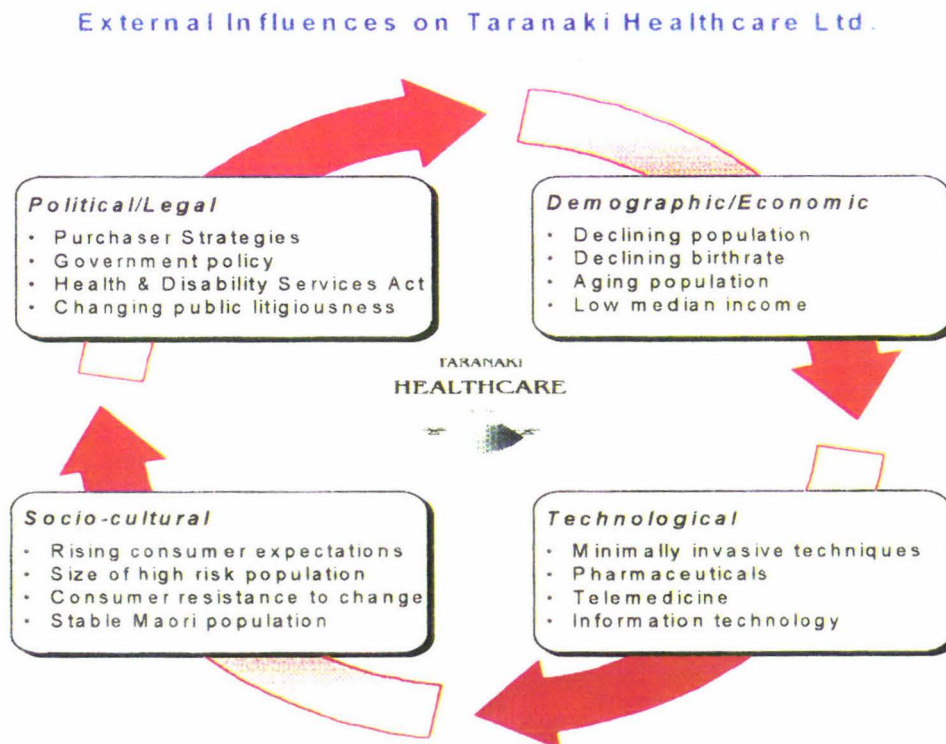 External Influences on Taranaki Healthcare Ltd.
Political/Legal
• Purchaser Strategies
• Government policy
• Health & Disability Services Act
• Changing public litigiousness
Demographic/Economic
• Declining population
• Declining birthrate
• Aging population
• Low median income
TARANAKI
HEALTHCARE
Socio-cultural
• Rising consumer expectations
• Size of high risk population
• Consumer resistance to change
• Stable Maori population
Technological
• Minimally invasive techniques
• Pharmaceuticals
• Telemedicine
• Information technology